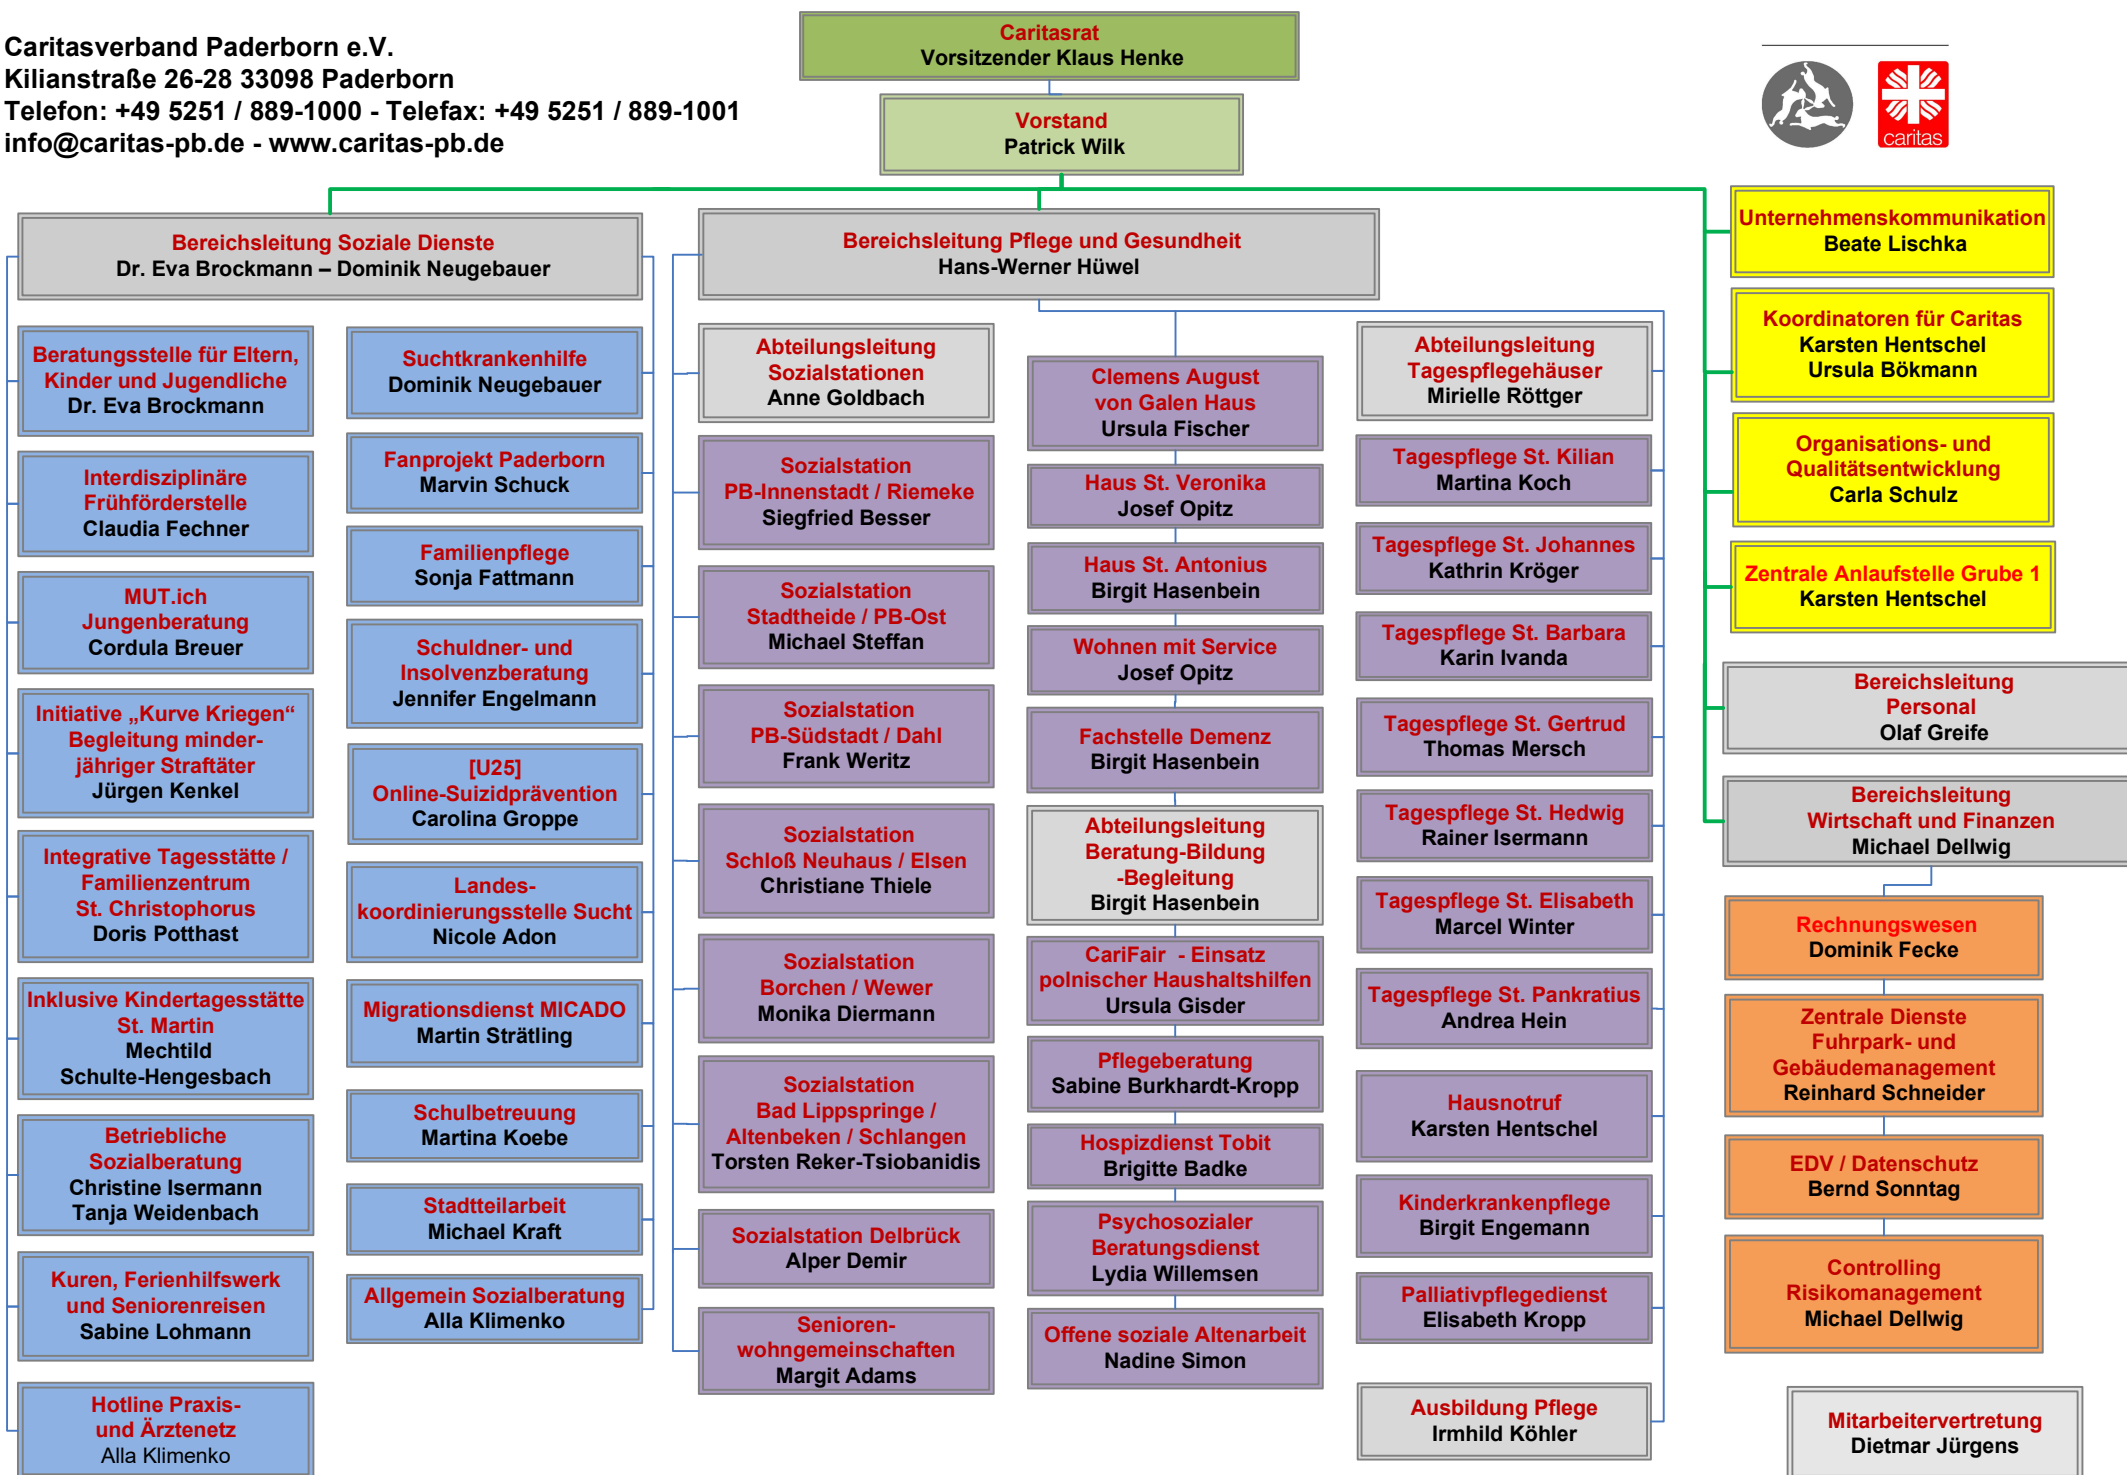 Caritasverband Paderborn e.V.
Kilianstraße 26-28 33098 Paderborn
Telefon: +49 5251 / 889-1000 - Telefax: +49 5251 / 889-1001
info@caritas-pb.de - www.caritas-pb.de
Caritasrat
Vorsitzender Klaus Henke
Vorstand
Patrick Wilk
caritas
Bereichsleitung Soziale Dienste
Dr. Eva Brockmann – Dominik Neugebauer
Beratungsstelle für Eltern,
Kinder und Jugendliche
Dr. Eva Brockmann
Interdisziplinäre
Frühförderstelle
Claudia Fechner
MUT.ich
Jungenberatung
Cordula Breuer
Initiative „Kurve Kriegen“
Begleitung minder-
jähriger Straftäter
Jürgen Kenkel
Integrative Tagesstätte /
Familienzentrum
St. Christophorus
Doris Potthast
Inklusive Kindertagesstätte
St. Martin
Mechtild
Schulte-Hengesbach
Betriebliche
Sozialberatung
Christine Isermann
Tanja Weidenbach
Kuren, Ferienhilfswerk
und Seniorenreisen
Sabine Lohmann
Hotline Praxis-
und Ärztenetz
Alla Klimenko
Suchtkrankenhilfe
Dominik Neugebauer
Fanprojekt Paderborn
Marvin Schuck
Familienpflege
Sonja Fattmann
Schuldner- und
Insolvenzberatung
Jennifer Engelmann
[U25]
Online-Suizidprävention
Carolina Groppe
Landes-
koordinierungsstelle Sucht
Nicole Adon
Migrationsdienst MICADO
Martin Strätling
Schulbetreuung
Martina Koebe
Stadtteilarbeit
Michael Kraft
Allgemein Sozialberatung
Alla Klimenko
Bereichsleitung Pflege und Gesundheit
Hans-Werner Hüwel
Abteilungsleitung
Sozialstationen
Anne Goldbach
Sozialstation
PB-Innenstadt / Riemeke
Siegfried Besser
Sozialstation
Stadtheide / PB-Ost
Michael Steffan
Sozialstation
PB-Südstadt / Dahl
Frank Weritz
Sozialstation
Schloß Neuhaus / Elsen
Christiane Thiele
Sozialstation
Borchen / Wewer
Monika Diermann
Sozialstation
Bad Lippspringe /
Altenbeken / Schlangen
Torsten Reker-Tsiobanidis
Sozialstation Delbrück
Alper Demir
Senioren-
wohngemeinschaften
Margit Adams
Clemens August
von Galen Haus
Ursula Fischer
Haus St. Veronika
Josef Opitz
Haus St. Antonius
Birgit Hasenbein
Wohnen mit Service
Josef Opitz
Fachstelle Demenz
Birgit Hasenbein
Abteilungsleitung
Beratung-Bildung
-Begleitung
Birgit Hasenbein
CariFair - Einsatz
polnischer Haushaltshilfen
Ursula Gisder
Pflegeberatung
Sabine Burkhardt-Kropp
Hospizdienst Tobit
Brigitte Badke
Psychosozialer
Beratungsdienst
Lydia Willemsen
Offene soziale Altenarbeit
Nadine Simon
Abteilungsleitung
Tagespflegehäuser
Mirielle Röttger
Tagespflege St. Kilian
Martina Koch
Tagespflege St. Johannes
Kathrin Kröger
Tagespflege St. Barbara
Karin Ivanda
Tagespflege St. Gertrud
Thomas Mersch
Tagespflege St. Hedwig
Rainer Isermann
Tagespflege St. Elisabeth
Marcel Winter
Tagespflege St. Pankratius
Andrea Hein
Hausnotruf
Karsten Hentschel
Kinderkrankenpflege
Birgit Engemann
Palliativpflegedienst
Elisabeth Kropp
Ausbildung Pflege
Irmhild Köhler
Unternehmenskommunikation
Beate Lischka
Koordinatoren für Caritas
Karsten Hentschel
Ursula Bökmann
Organisations- und
Qualitätsentwicklung
Carla Schulz
Zentrale Anlaufstelle Grube 1
Karsten Hentschel
Bereichsleitung
Personal
Olaf Greife
Bereichsleitung
Wirtschaft und Finanzen
Michael Dellwig
Rechnungswesen
Dominik Fecke
Zentrale Dienste
Fuhrpark- und
Gebäudemanagement
Reinhard Schneider
EDV / Datenschutz
Bernd Sonntag
Controlling
Risikomanagement
Michael Dellwig
Mitarbeitervertretung
Dietmar Jürgens